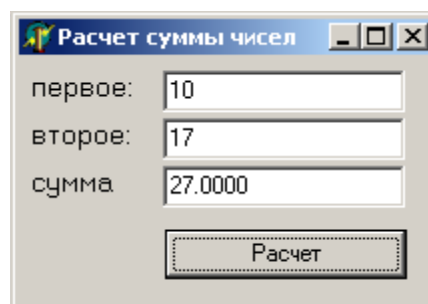 Расчет суммы чисел
первое: 10
второе: 17
сумма 27.0000
Расчет